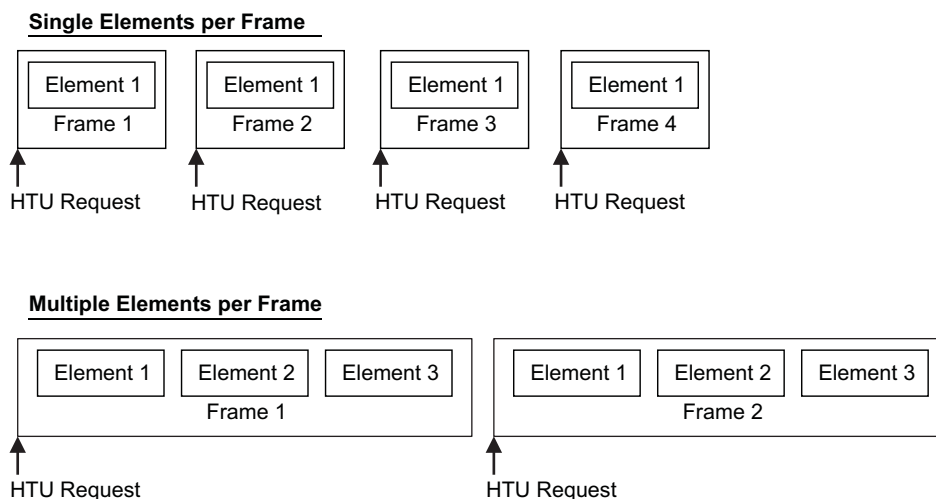 Single Elements per Frame
Element 1 Element 1 Element 1 Element 1
Frame 1 Frame 2 Frame 3 Frame 4
HTU Request HTU Request HTU Request HTU Request
Multiple Elements per Frame
Element 1 Element 2 Element 3 Element 1 Element 2 Element 3
Frame 1 Frame 2
HTU Request HTU Request